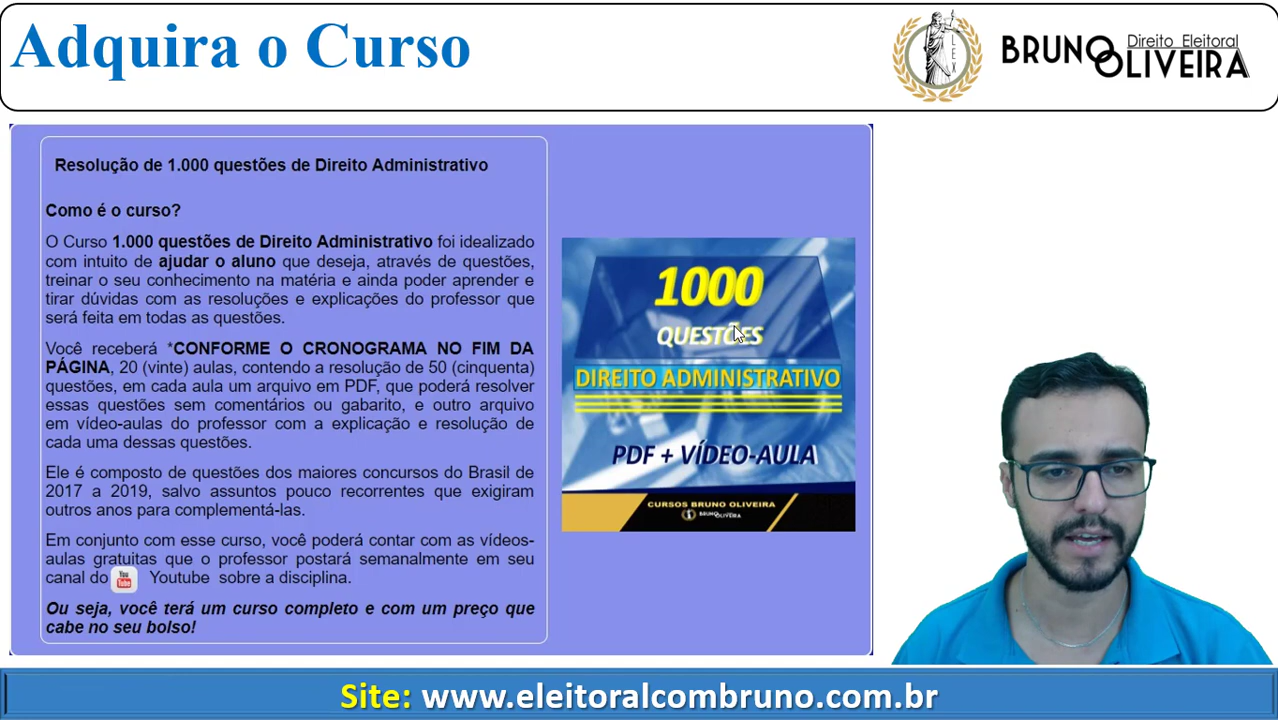 Adquira o Curso
LEX
BRUNO Direito Eleitoral
OLIVEIRA
Resolução de 1.000 questões de Direito Administrativo
Como é o curso?
O Curso 1.000 questões de Direito Administrativo foi idealizado
com intuito de ajudar o aluno que deseja, através de questões,
treinar o seu conhecimento na matéria e ainda poder aprender e
tirar dúvidas com as resoluções e explicações do professor que
será feita em todas as questões.
Você receberá *CONFORME O CRONOGRAMA NO FIM DA
PÁGINA, 20 (vinte) aulas, contendo a resolução de 50 (cinquenta)
questões, em cada aula um arquivo em PDF, que poderá resolver
essas questões sem comentários ou gabarito, e outro arquivo
em vídeo-aulas do professor com a explicação e resolução de
cada uma dessas questões.
Ele é composto de questões dos maiores concursos do Brasil de
2017 a 2019, salvo assuntos pouco recorrentes que exigiram
outros anos para complementá-las.
Em conjunto com esse curso, você poderá contar com as vídeos-
aulas gratuitas que o professor postará semanalmente em seu
canal do You Tube Youtube sobre a disciplina.
Ou seja, você terá um curso completo e com um preço que
cabe no seu bolso!
1000
QUESTÕES
DIREITO ADMINISTRATIVO
PDF + VÍDEO-AULA
CURSOS BRUNO OLIVEIRA
BRUNO OLIVEIRA
Site: www.eleitoralcombruno.com.br